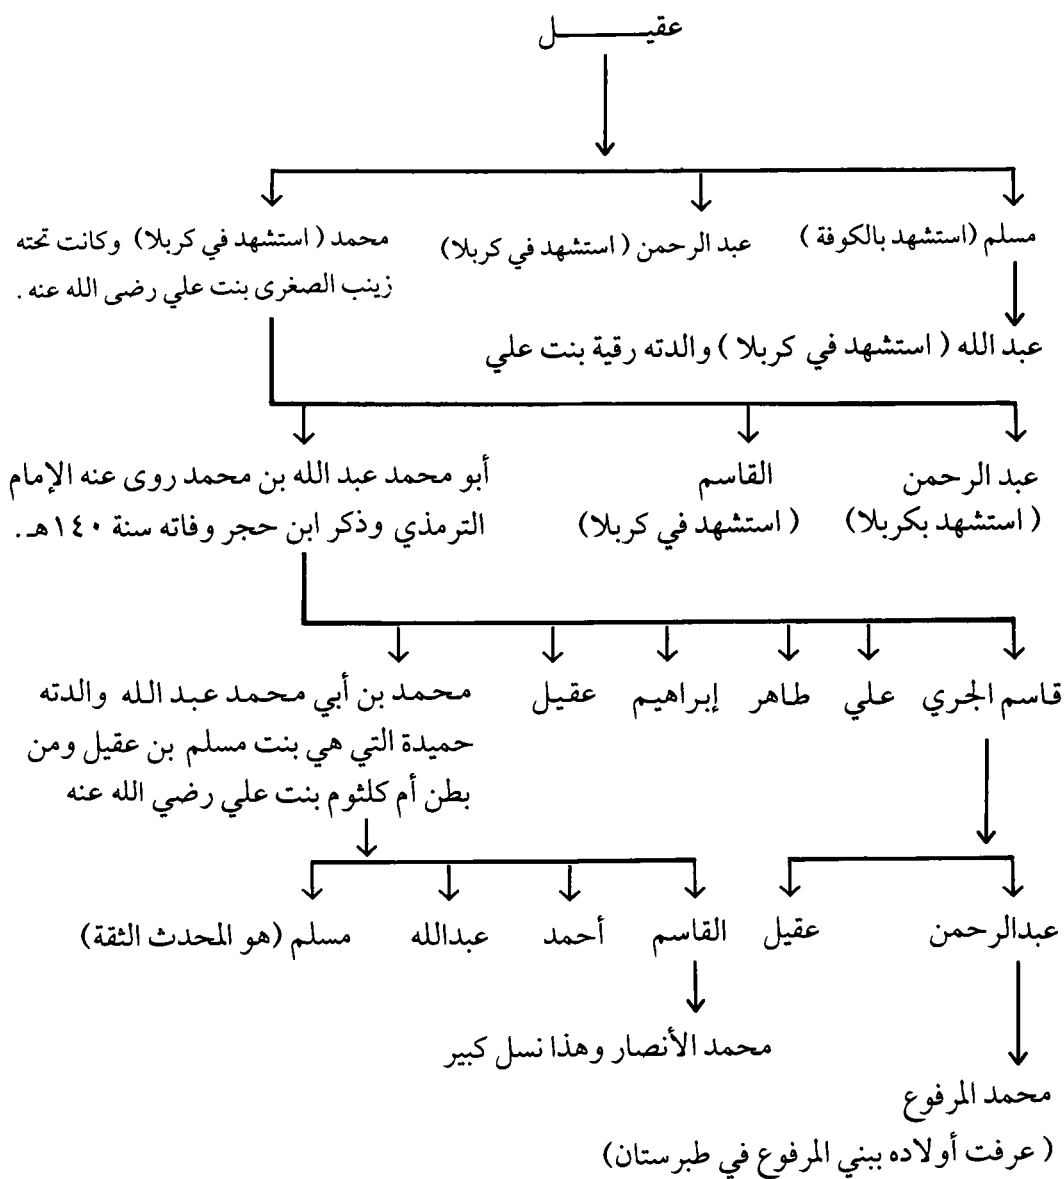 عقيـــــــل
مسلم (استشهد بالكوفة )
عبد الرحمن ( استشهد في كربلا)
محمد ( استشهد في كربلا) وكانت تحته
زينب الصغرى بنت علي رضى الله عنه .
عبد الله ( استشهد في كربلا ) والدته رقية بنت علي
عبد الرحمن
( استشهد بكربلا)
القاسم
( استشهد في كربلا)
أبو محمد عبد الله بن محمد روى عنه الإمام
الترمذي وذكر ابن حجر وفاته سنة ١٤٠هـ .
قاسم الجري
علي
طاهر
إبراهيم
عقيل
محمد بن أبي محمد عبد الله والدته
حميدة التي هي بنت مسلم بن عقيل ومن
بطن أم كلثوم بنت علي رضي الله عنه
عبدالرحمن
عقيل
القاسم
أحمد
عبدالله
مسلم (هو المحدث الثقة)
محمد الأنصار وهذا نسل كبير
محمد المرفوع
( عرفت أولاده ببني المرفوع في طبرستان)